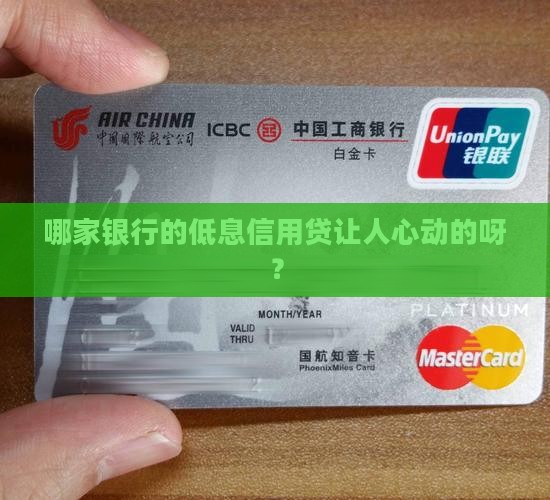 AIR CHINA
中国国际航空公司
ICBC 中国工商银行
白金卡
UnionPay
银联
哪家银行的低息信用贷让人心动的呀
?
PLATINUM
MONTH/YEAR
VALID
THRU
国航知音卡
PhoenixMiles Card
MasterCard